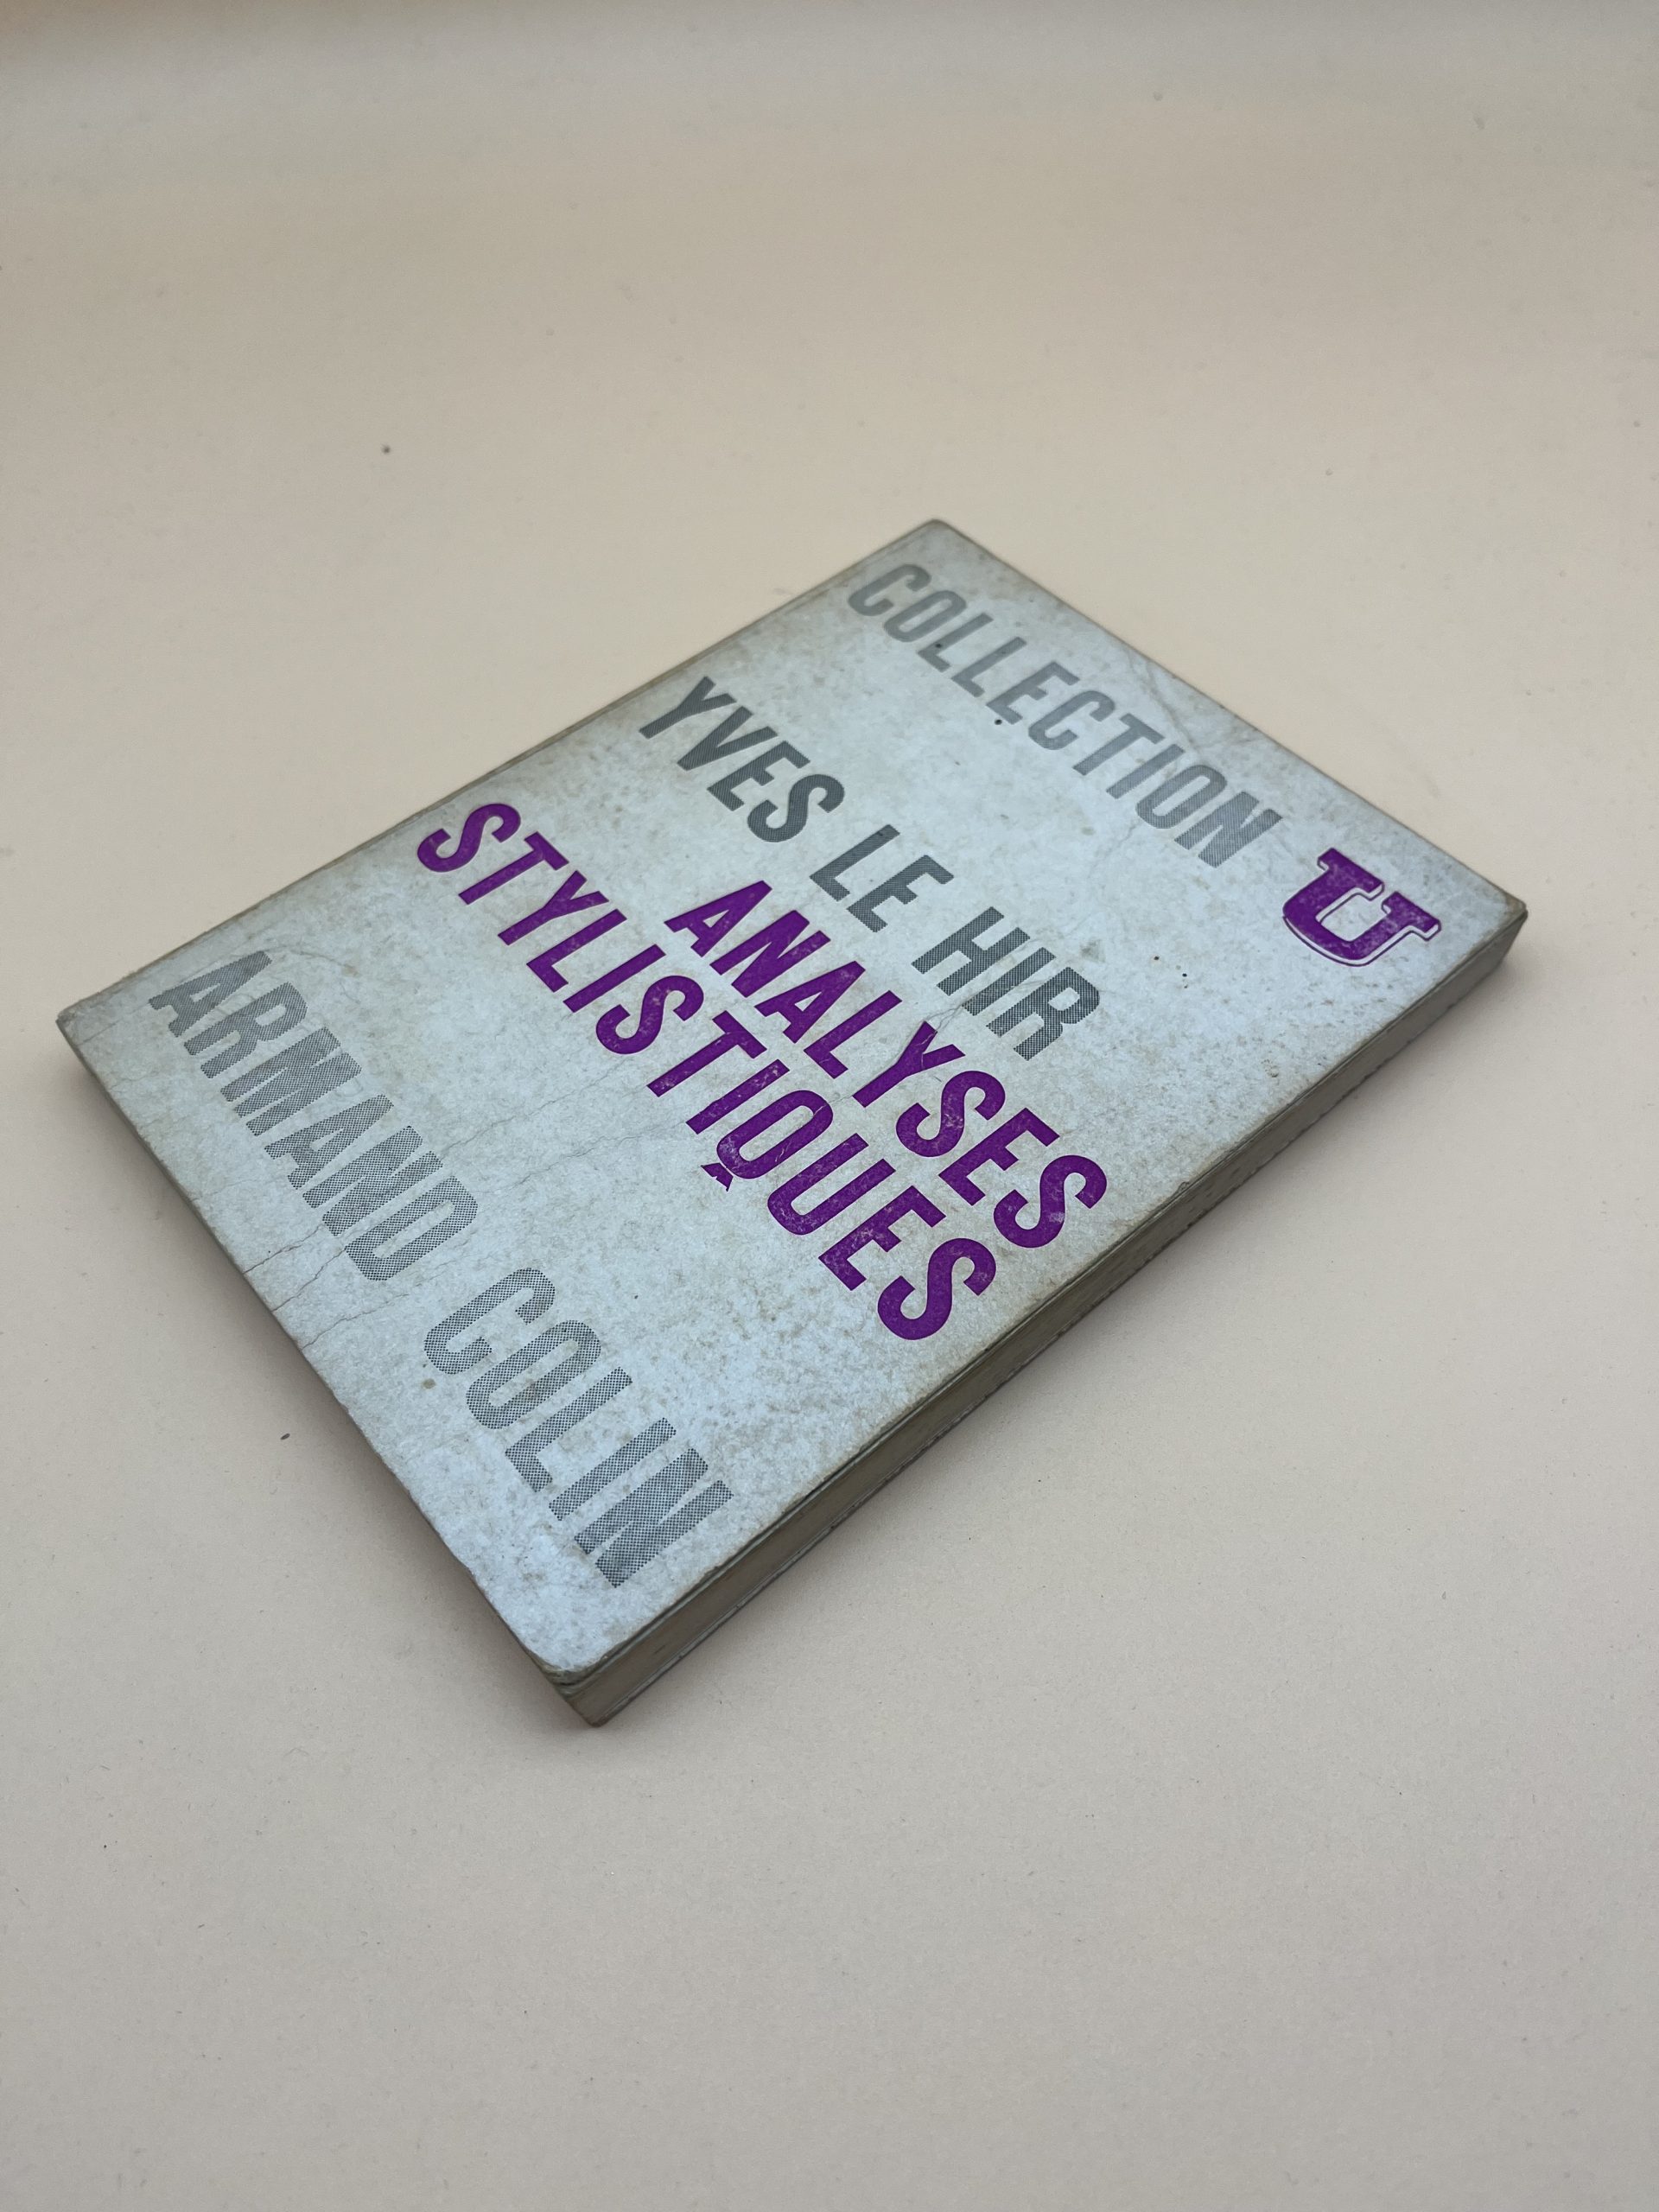 COLLECTION U
YVES LE HIR
ANALYSES
STYLISTIQUES
ARMAND COLIN